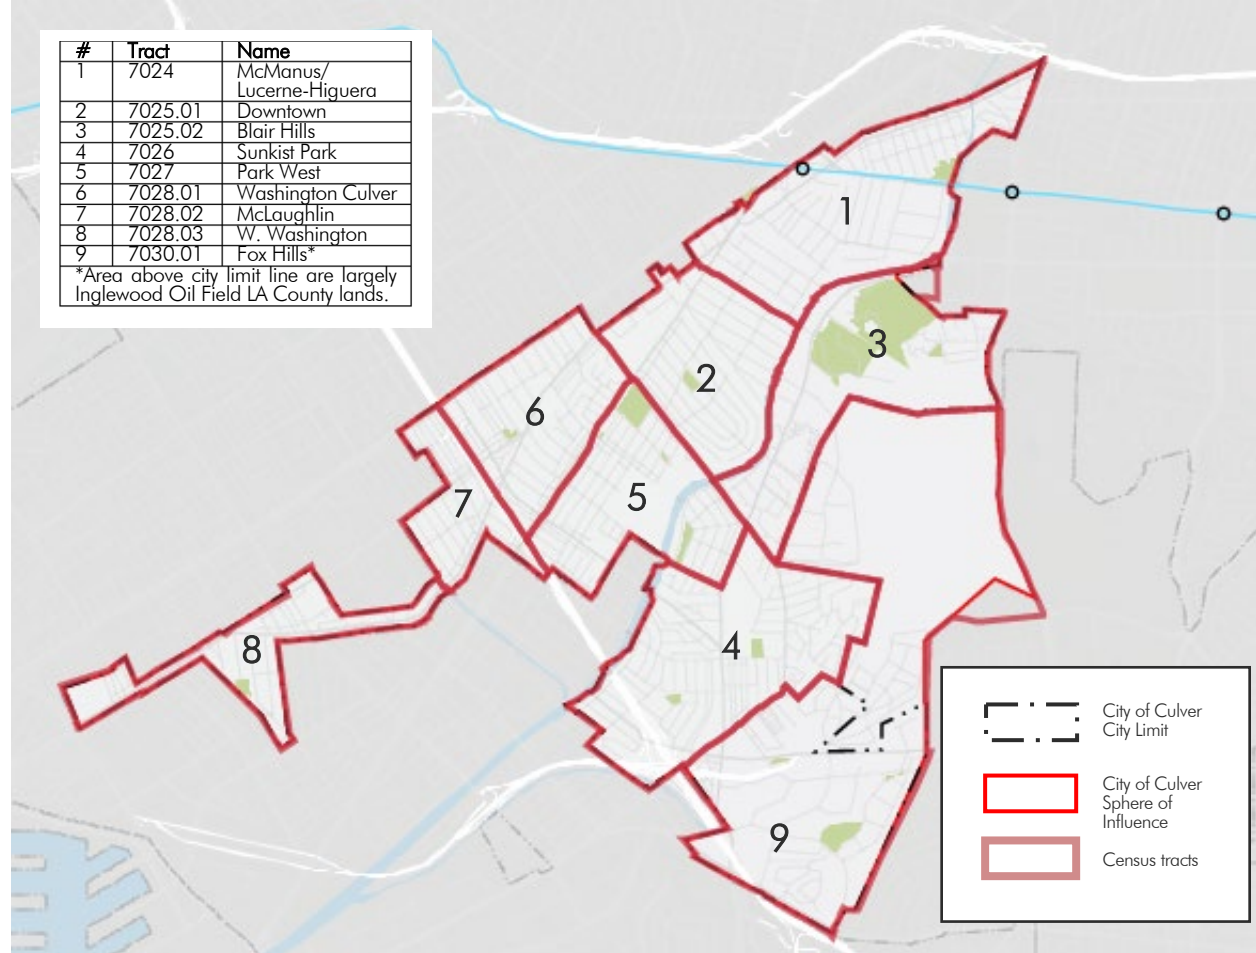 # Tract Name
1 7024 McManus/
Lucerne-Higuera
2 7025.01 Downtown
3 7025.02 Blair Hills
4 7026 Sunkist Park
5 7027 Park West
6 7028.01 Washington Culver
7 7028.02 McLaughlin
8 7028.03 W. Washington
9 7030.01 Fox Hills*
*Area above city limit line are largely
Inglewood Oil Field LA County lands.
1
2
3
6
5
7
4
8
9
City of Culver
City Limit
City of Culver
Sphere of
Influence
Census tracts